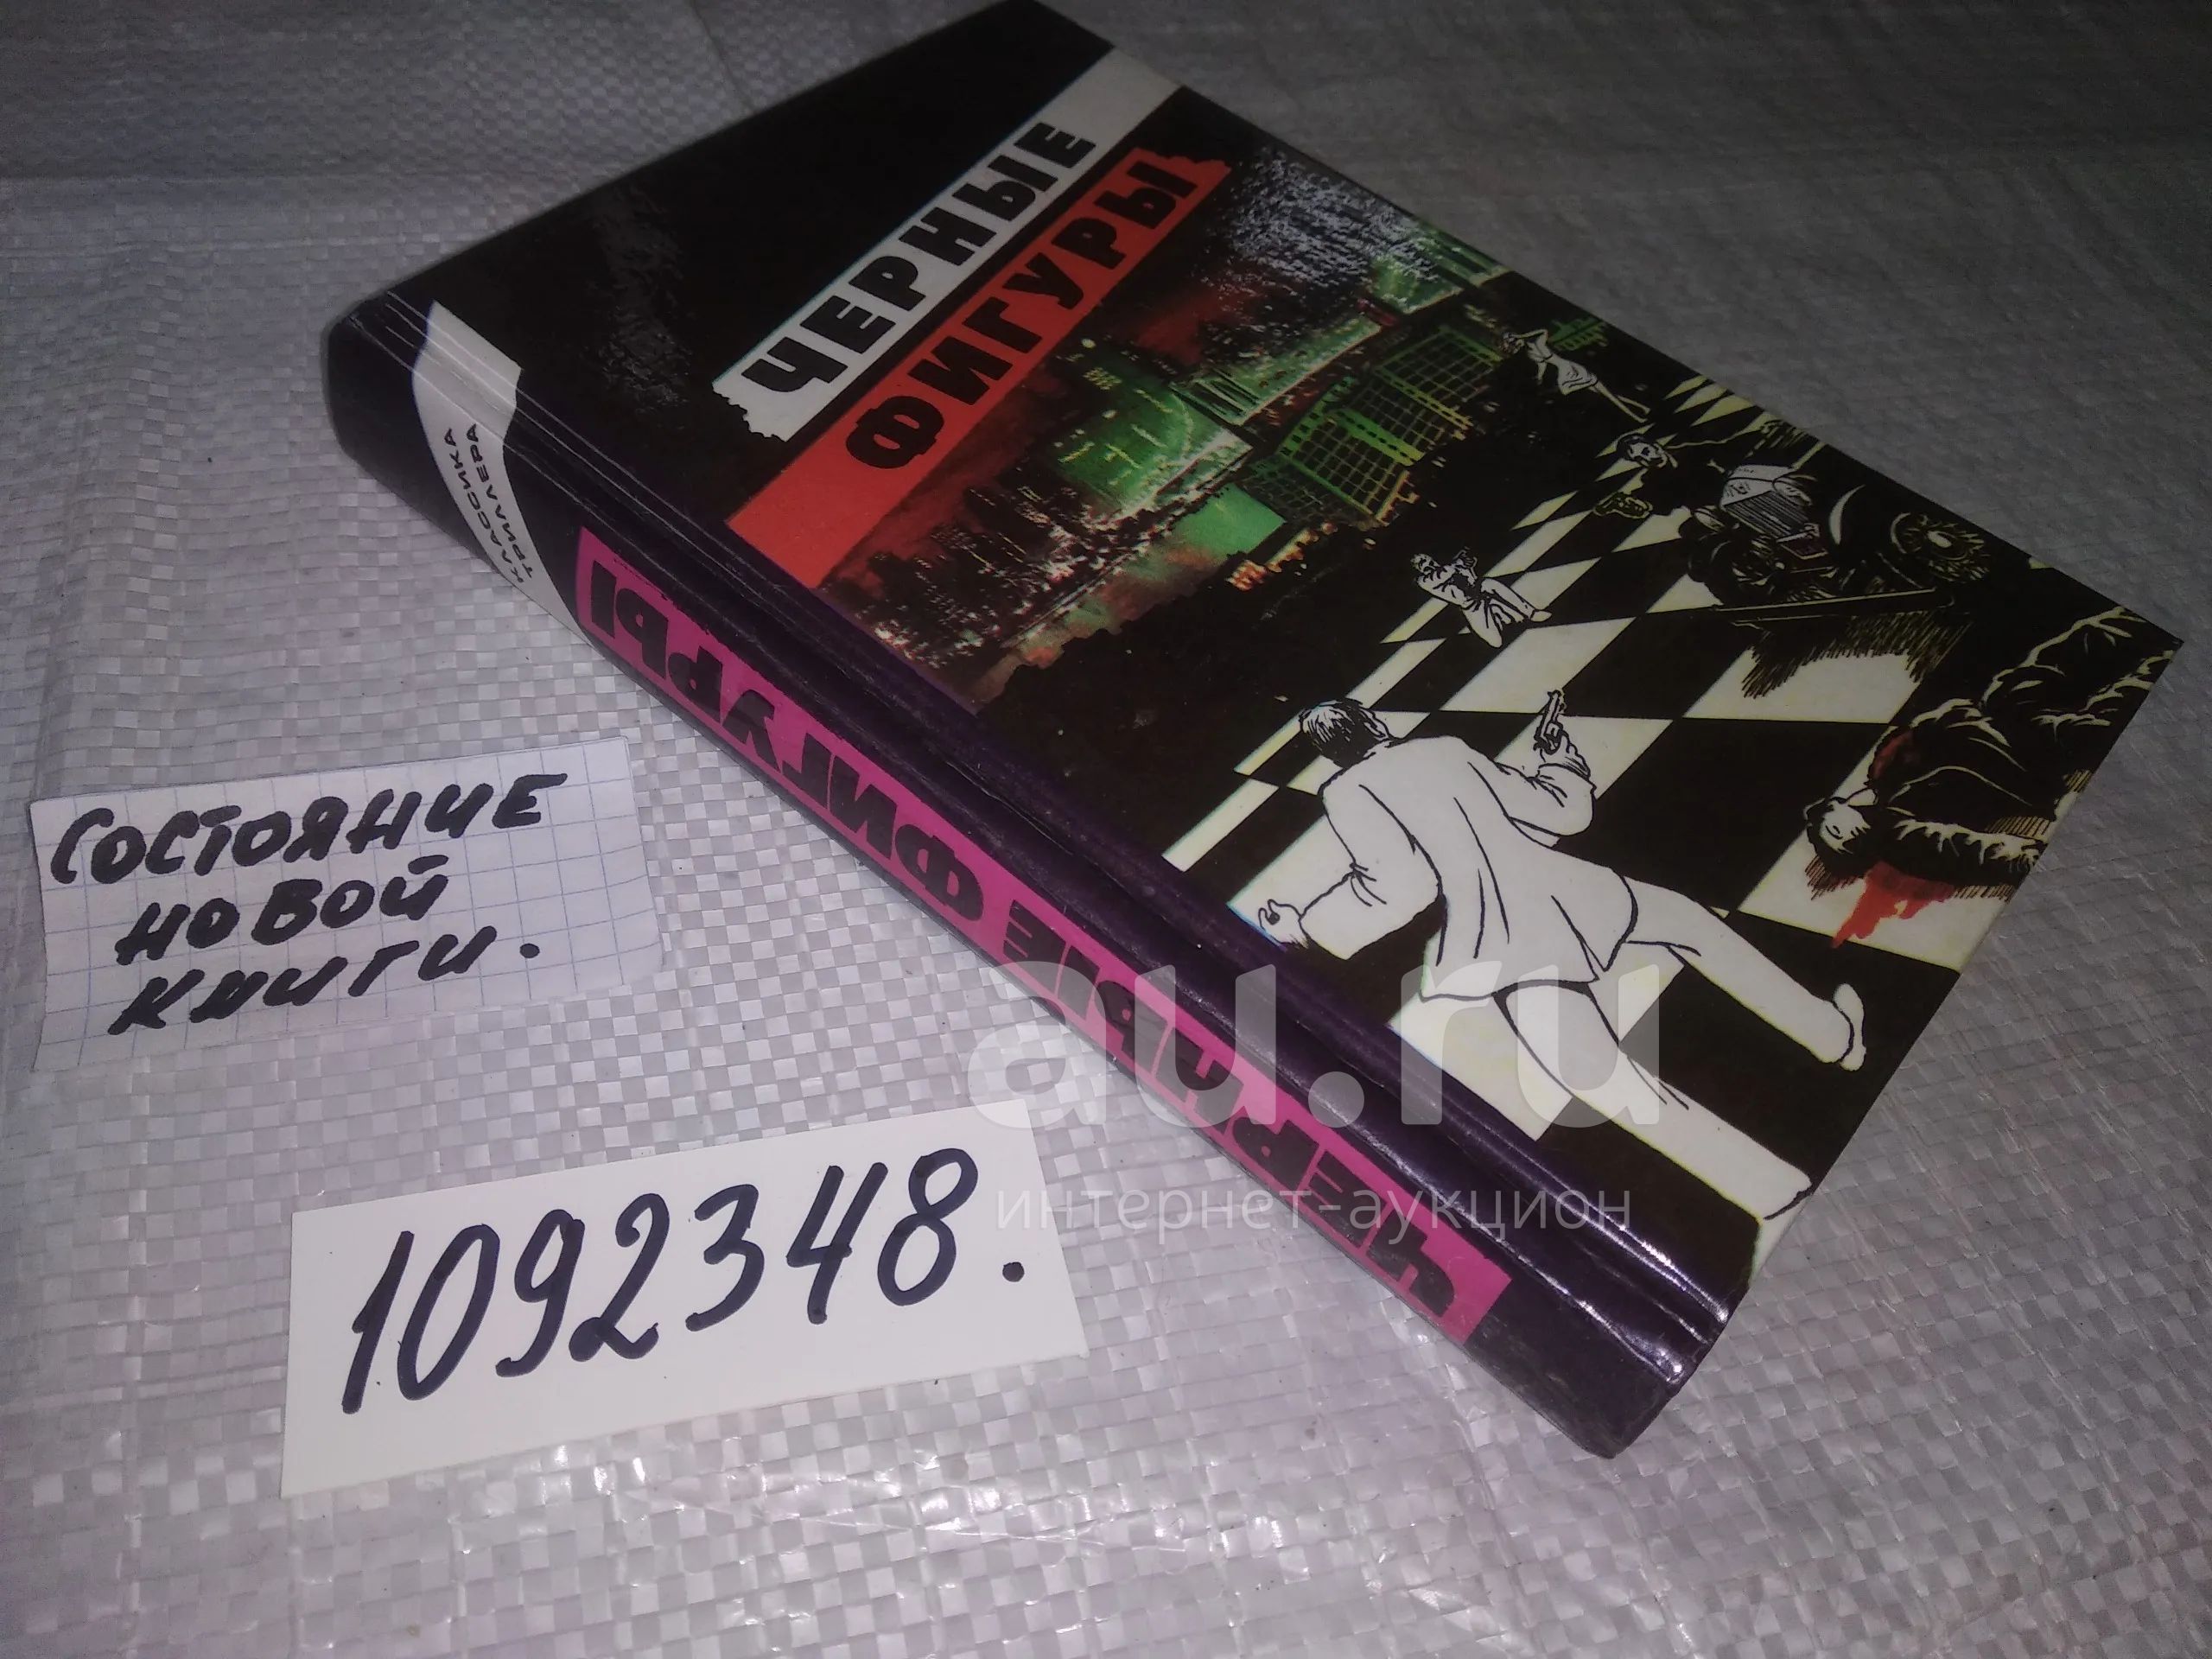 ЧЕРНЫЕ
ФИГУРЫ
КЛАССИКА
ТРИЛЛЕРА
ЧЕРНЫЕ ФИГУРЫ
СОСТОЯНИЕ
НОВОЙ
КНИГИ.
1092348.
au.ru
интернет-аукцион